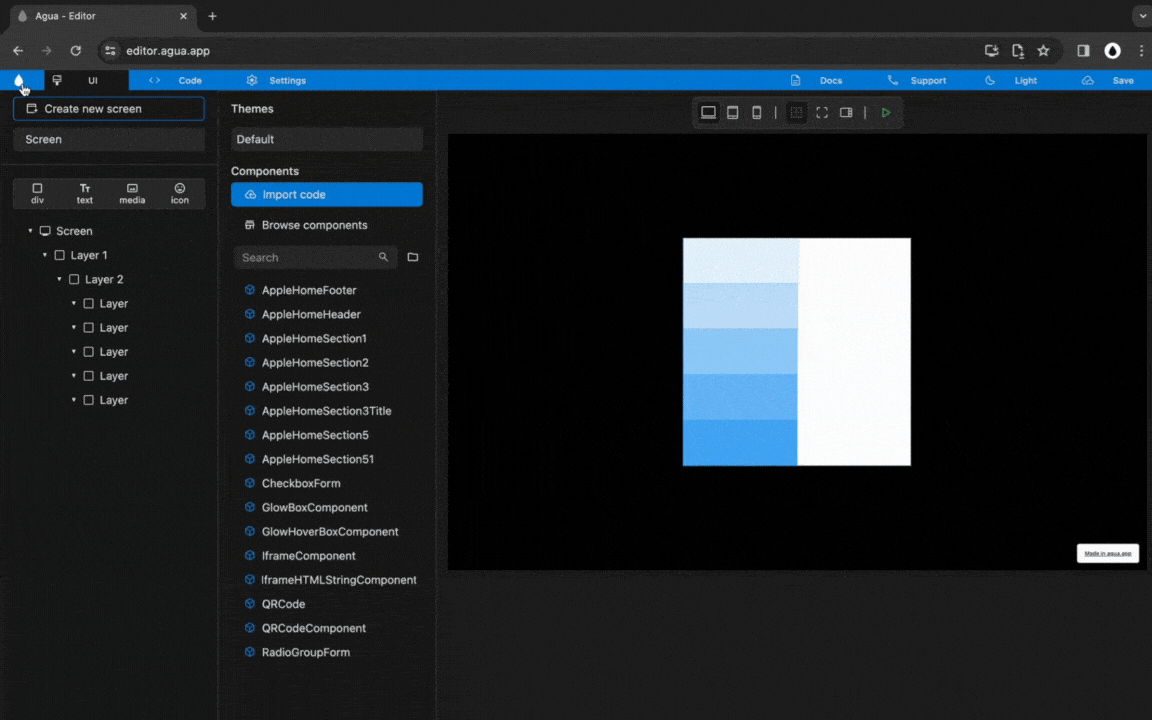 Agua - Editor
editor.agua.app
UI
Code
Settings
Docs
Support
Light
Save
Create new screen
Screen
div
text
media
icon
Screen
Layer 1
Layer 2
Layer
Layer
Layer
Layer
Layer
Themes
Default
Components
Import code
Browse components
Search
AppleHomeFooter
AppleHomeHeader
AppleHomeSection1
AppleHomeSection2
AppleHomeSection3
AppleHomeSection3Title
AppleHomeSection5
AppleHomeSection51
CheckboxForm
GlowBoxComponent
GlowHoverBoxComponent
IframeComponent
IframeHTMLStringComponent
QRCode
QRCodeComponent
RadioGroupForm
Made in agua.app